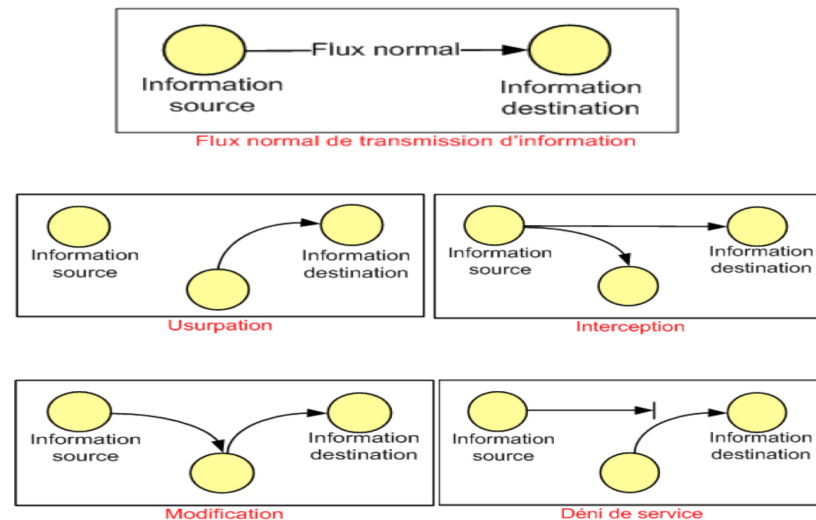 Flux normal
Information
source
Information
destination
Flux normal de transmission d'information
Information
source
Information
destination
Usurpation
Information
source
Information
destination
Interception
Information
source
Information
destination
Modification
Information
source
Information
destination
Déni de service